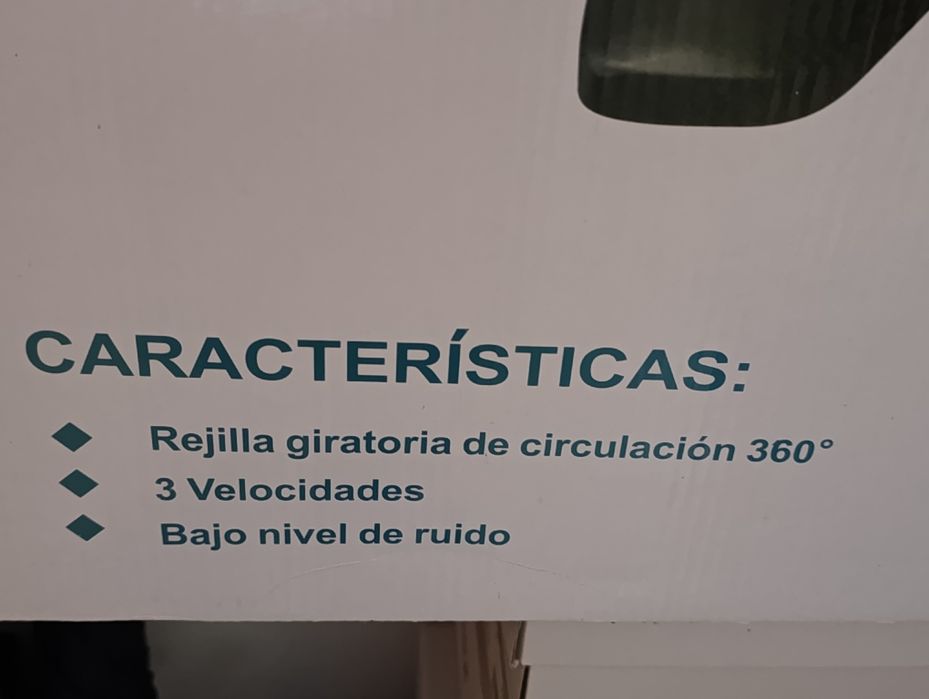 CARACTERÍSTICAS:
Rejilla giratoria de circulación 360°
3 Velocidades
Bajo nivel de ruido